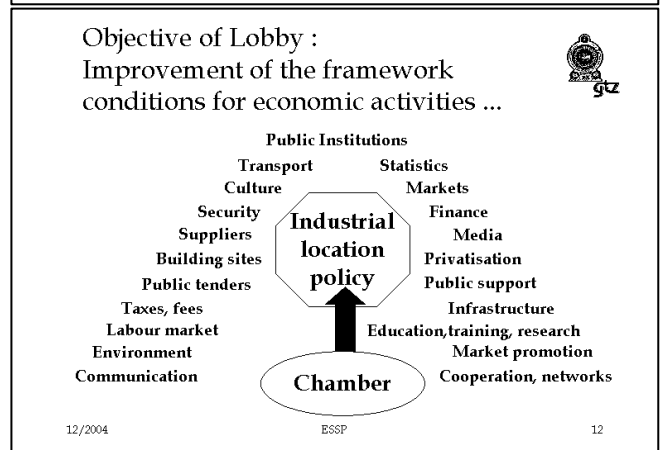 Objective of Lobby :
Improvement of the framework
conditions for economic activities ...
gtz
Public Institutions
Transport
Statistics
Culture
Markets
Security
Finance
Suppliers
Media
Building sites
Privatisation
Public tenders
Public support
Taxes, fees
Infrastructure
Labour market
Education,training, research
Environment
Market promotion
Communication
Cooperation, networks
Industrial
location
policy
Chamber
12/2004
ESSP
12